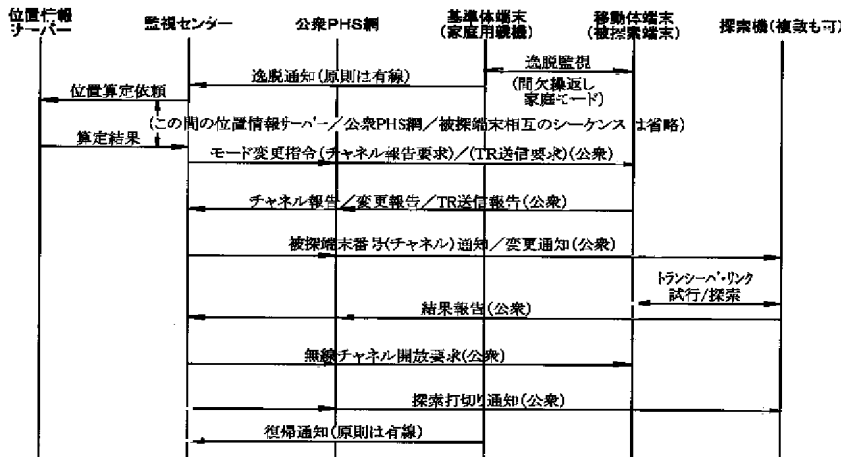 位置情報
サーバー
監視センター
公衆PHS網
基準体端末
(家庭用親機)
移動体端末
(被探索端末)
探索機(複数も可)
逸脱監視
逸脱通知(原則は有線)
(間欠繰返し
家庭モード)
位置算定依頼
(この間の位置情報サーバー/公衆PHS網/被探端末相互のシーケンスは省略)
算定結果
モード変更指令(チャネル報告要求)/(TR送信要求)(公衆)
チャネル報告/変更報告/TR送信報告(公衆)
被探端末番号(チャネル)通知/変更通知(公衆)
トランシーバ・リンク
試行/探索
結果報告(公衆)
無線チャネル開放要求(公衆)
探索打切り通知(公衆)
復帰通知(原則は有線)